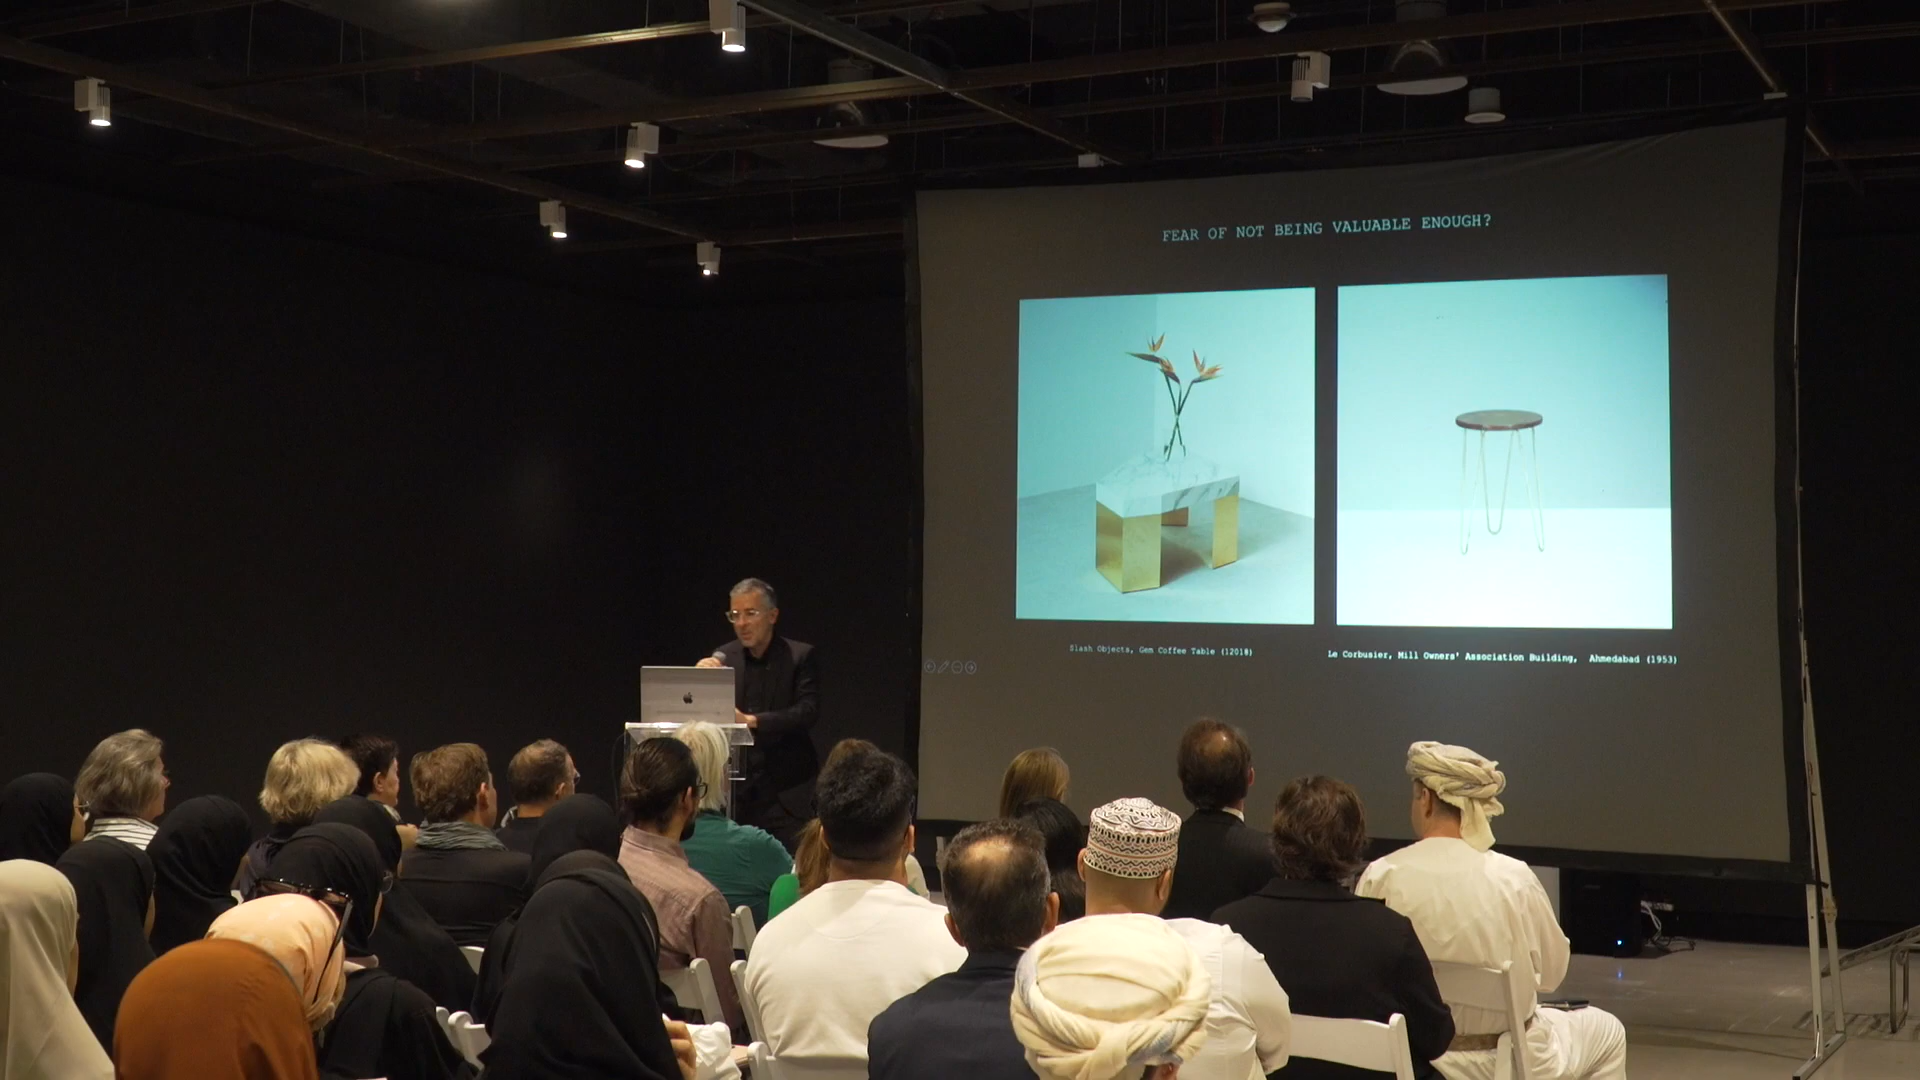 FEAR OF NOT BEING VALUABLE ENOUGH?
Slash Objects, Gem Coffee Table (12018)
Le Corbusier, Mill Owners' Association Building, Ahmedabad (1953)